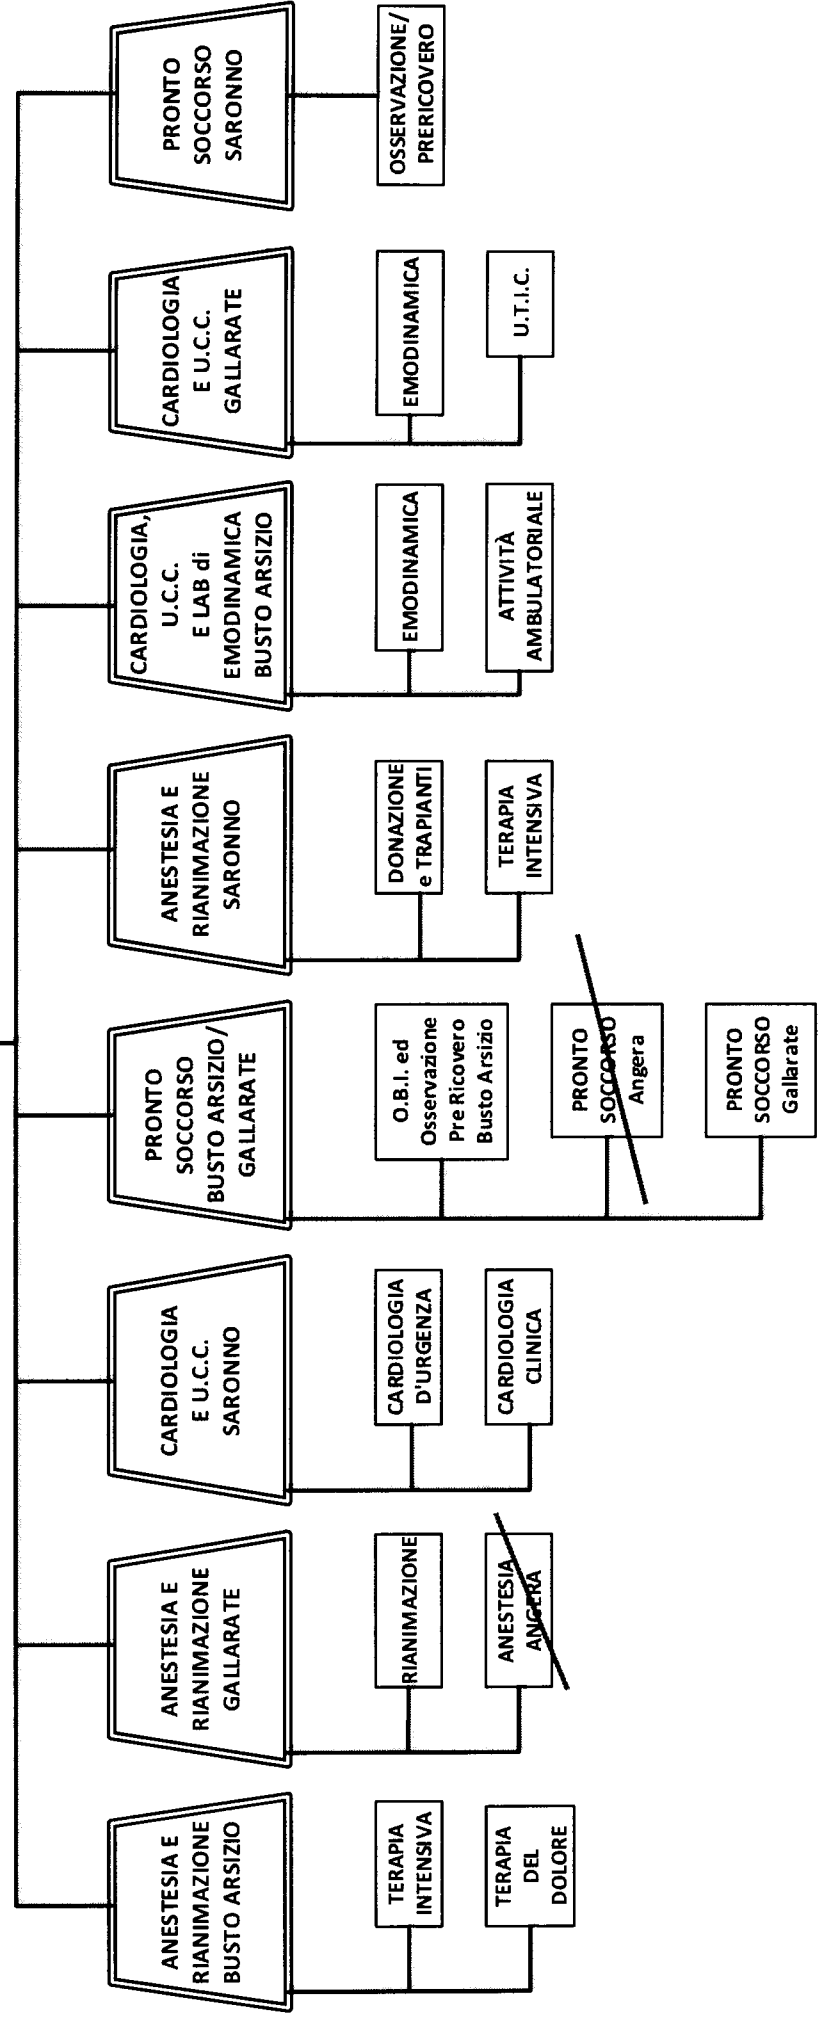 ANESTESIA E
RIANIMAZIONE
BUSTO ARSIZIO
TERAPIA
INTENSIVA
TERAPIA
DEL
DOLORE
ANESTESIA E
RIANIMAZIONE
GALLARATE
RIANIMAZIONE
ANESTESIA
ANGERA
CARDIOLOGIA
E U.C.C.
SARONNO
CARDIOLOGIA
D'URGENZA
CARDIOLOGIA
CLINICA
PRONTO
SOCCORSO
BUSTO ARSIZIO/
GALLARATE
O.B.I. ed
Osservazione
Pre Ricovero
Busto Arsizio
PRONTO
SOCCORSO
Angera
PRONTO
SOCCORSO
Gallarate
ANESTESIA E
RIANIMAZIONE
SARONNO
DONAZIONE
e TRAPIANTI
TERAPIA
INTENSIVA
CARDIOLOGIA,
U.C.C.
E LAB di
EMODINAMICA
BUSTO ARSIZIO
EMODINAMICA
ATTIVITÀ
AMBULATORIALE
CARDIOLOGIA
E U.C.C.
GALLARATE
EMODINAMICA
U.T.I.C.
PRONTO
SOCCORSO
SARONNO
OSSERVAZIONE/
PRERICOVERO